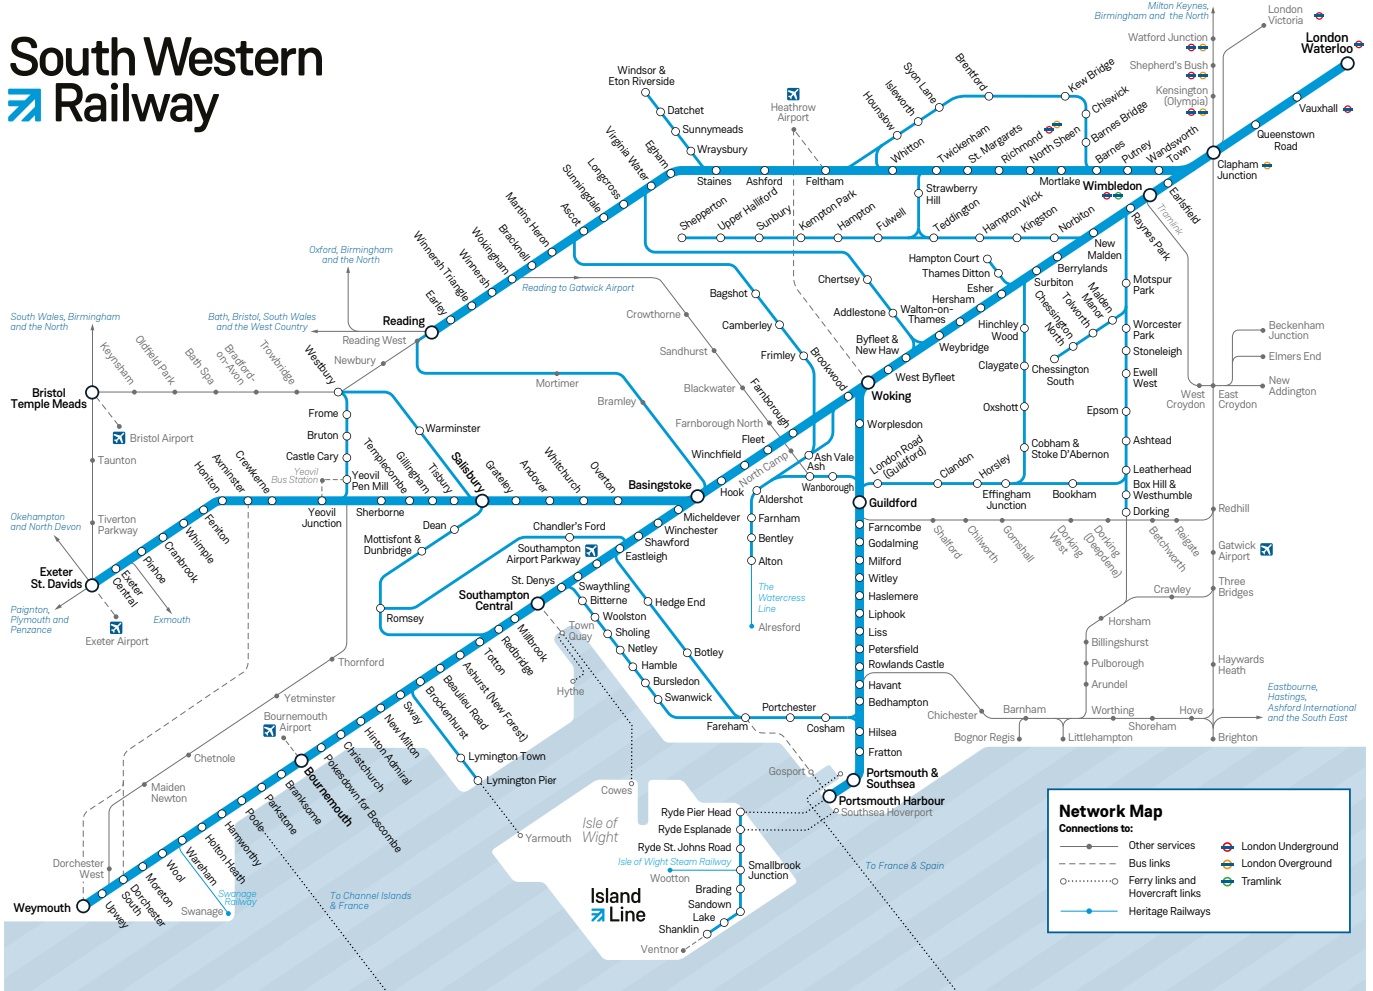 South Western
Railway
Milton Keynes,
Birmingham and the North
London
Victoria
Watford Junction
London
Waterloo
Shepherd's Bush
Kensington
(Olympia)
Vauxhall
Queenstown
Road
Clapham
Junction
Windsor &
Eton Riverside
Datchet
Sunnymeads
Wraysbury
Heathrow
Airport
Hounslow
Isleworth
Syon Lane
Brentford
Kew Bridge
Chiswick
Barnes Bridge
Virginia Water
Egham
Staines
Ashford
Feltham
Whitton
Twickenham
St. Margarets
Richmond
North Sheen
Mortlake
Barnes
Putney
Wandsworth
Town
Wimbledon
Earlsfield
Tramlink
Raynes Park
Longcross
Sunningdale
Ascot
Martins Heron
Bracknell
Wokingham
Winnersh
Winnersh Triangle
Earley
Reading
Shepperton
Upper Halliford
Sunbury
Kempton Park
Hampton
Fulwell
Strawberry
Hill
Teddington
Hampton Wick
Kingston
Norbiton
New
Malden
Berrylands
Surbiton
Hampton Court
Thames Ditton
Esher
Hersham
Walton-on-
Thames
Weybridge
Byfleet &
New Haw
West Byfleet
Woking
Chertsey
Addlestone
Motspur
Park
Malden
Manor
Tolworth
Chessington
North
Chessington
South
Worcester
Park
Stoneleigh
Ewell
West
Epsom
Ashtead
Leatherhead
Box Hill &
Westhumble
Dorking
Hinchley
Wood
Claygate
Oxshott
Cobham &
Stoke D'Abernon
Beckenham
Junction
Elmers End
New
Addington
West
Croydon
East
Croydon
Oxford, Birmingham
and the North
Bath, Bristol, South Wales
and the West Country
Reading West
Newbury
Reading to Gatwick Airport
Crowthorne
Sandhurst
Blackwater
Farnborough North
North Camp
Bagshot
Camberley
Frimley
Brookwood
Farnborough
Fleet
Winchfield
Hook
Basingstoke
Mortimer
Bramley
South Wales, Birmingham
and the North
Keynsham
Oldfield Park
Bath Spa
Bradford-
on-Avon
Trowbridge
Westbury
Bristol
Temple Meads
Bristol Airport
Taunton
Tiverton
Parkway
Frome
Bruton
Castle Cary
Yeovil
Pen Mill
Yeovil
Bus Station
Yeovil
Junction
Warminster
Salisbury
Templecombe
Gillingham
Tisbury
Sherborne
Grateley
Andover
Whitchurch
Overton
Honiton
Axminster
Crewkerne
Feniton
Whimple
Cranbrook
Pinhoe
Exeter
Central
Exeter
St. Davids
Okehampton
and North Devon
Paignton,
Plymouth and
Penzance
Exmouth
Exeter Airport
Ash Vale
Ash
Wanborough
Aldershot
Farnham
Bentley
Alton
The
Watercress
Line
Alresford
Worplesdon
London Road
(Guildford)
Clandon
Horsley
Effingham
Junction
Bookham
Guildford
Farncombe
Godalming
Milford
Witley
Haslemere
Liphook
Liss
Petersfield
Rowlands Castle
Havant
Bedhampton
Hilsea
Fratton
Portsmouth &
Southsea
Portsmouth Harbour
Southsea Hoverport
Gosport
Shalford
Chilworth
Gomshall
Dorking
West
Dorking
(Deepdene)
Betchworth
Reigate
Redhill
Gatwick
Airport
Three
Bridges
Crawley
Horsham
Billingshurst
Pulborough
Arundel
Haywards
Heath
Eastbourne,
Hastings,
Ashford International
and the South East
Chichester
Barnham
Worthing
Shoreham
Hove
Bognor Regis
Littlehampton
Brighton
Micheldever
Winchester
Shawford
Eastleigh
Chandler's Ford
Southampton
Airport Parkway
Dean
Mottisfont &
Dunbridge
Romsey
St. Denys
Swaythling
Bitterne
Woolston
Sholing
Netley
Hamble
Bursledon
Swanwick
Hedge End
Botley
Fareham
Portchester
Cosham
Southampton
Central
Town
Quay
Hythe
Millbrook
Redbridge
Totton
Ashurst (New Forest)
Beaulieu Road
Brockenhurst
Sway
New Milton
Hinton Admiral
Christchurch
Pokesdown for Boscombe
Bournemouth
Bournemouth
Airport
Lymington Town
Lymington Pier
Branksome
Parkstone
Poole
Hamworthy
Holton Heath
Wareham
Wool
Moreton
Dorchester
South
Upwey
Weymouth
Dorchester
West
Maiden
Newton
Chetnole
Yetminster
Thornford
Swanage
Railway
Swanage
To Channel Islands
& France
Cowes
Yarmouth
Isle of
Wight
Ryde Pier Head
Ryde Esplanade
Ryde St. Johns Road
Isle of Wight Steam Railway
Wootton
Smallbrook
Junction
Brading
Sandown
Lake
Shanklin
Ventnor
Island
Line
To France & Spain
Network Map
Connections to:
Other services
Bus links
Ferry links and
Hovercraft links
Heritage Railways
London Underground
London Overground
Tramlink